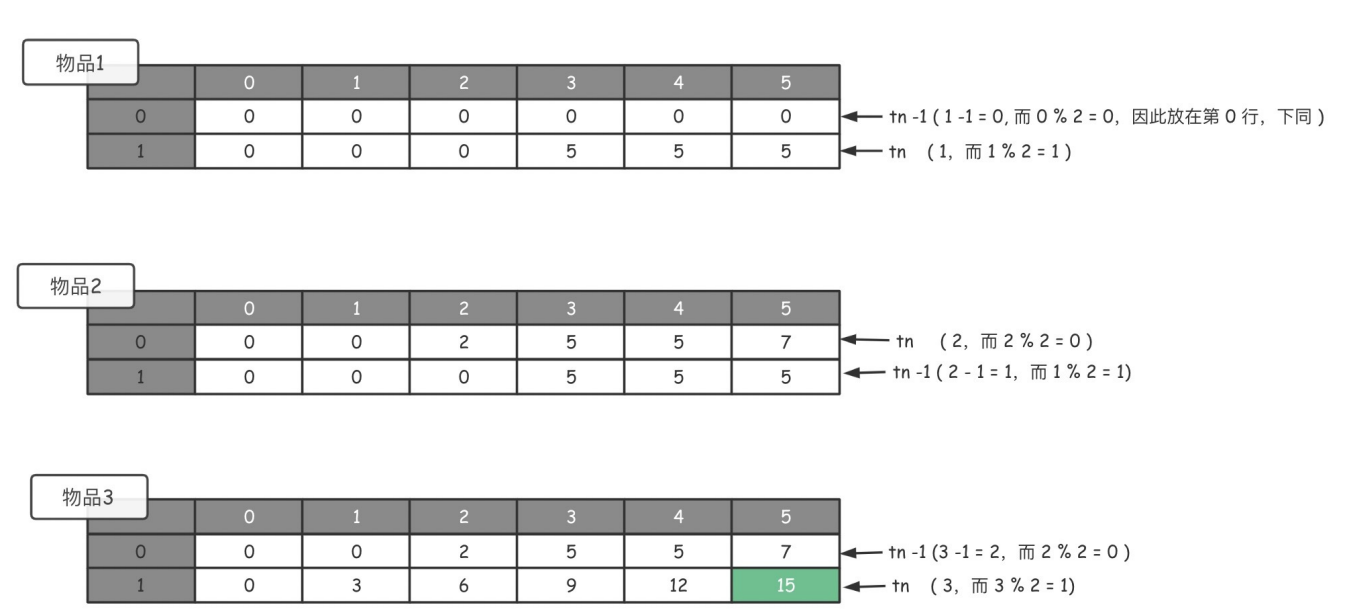 物品1
0 1 2 3 4 5
0 0 0 0 0 0 0 tn -1 ( 1 -1 = 0, 而 0 % 2 = 0，因此放在第 0 行，下同 )
1 0 0 0 5 5 5 tn ( 1，而 1 % 2 = 1 )
物品2
0 1 2 3 4 5
0 0 0 2 5 5 7 tn ( 2，而 2 % 2 = 0 )
1 0 0 0 5 5 5 tn -1 ( 2 - 1 = 1，而 1 % 2 = 1)
物品3
0 1 2 3 4 5
0 0 0 2 5 5 7 tn -1 (3 -1 = 2，而 2 % 2 = 0 )
1 0 3 6 9 12 15 tn ( 3，而 3 % 2 = 1)